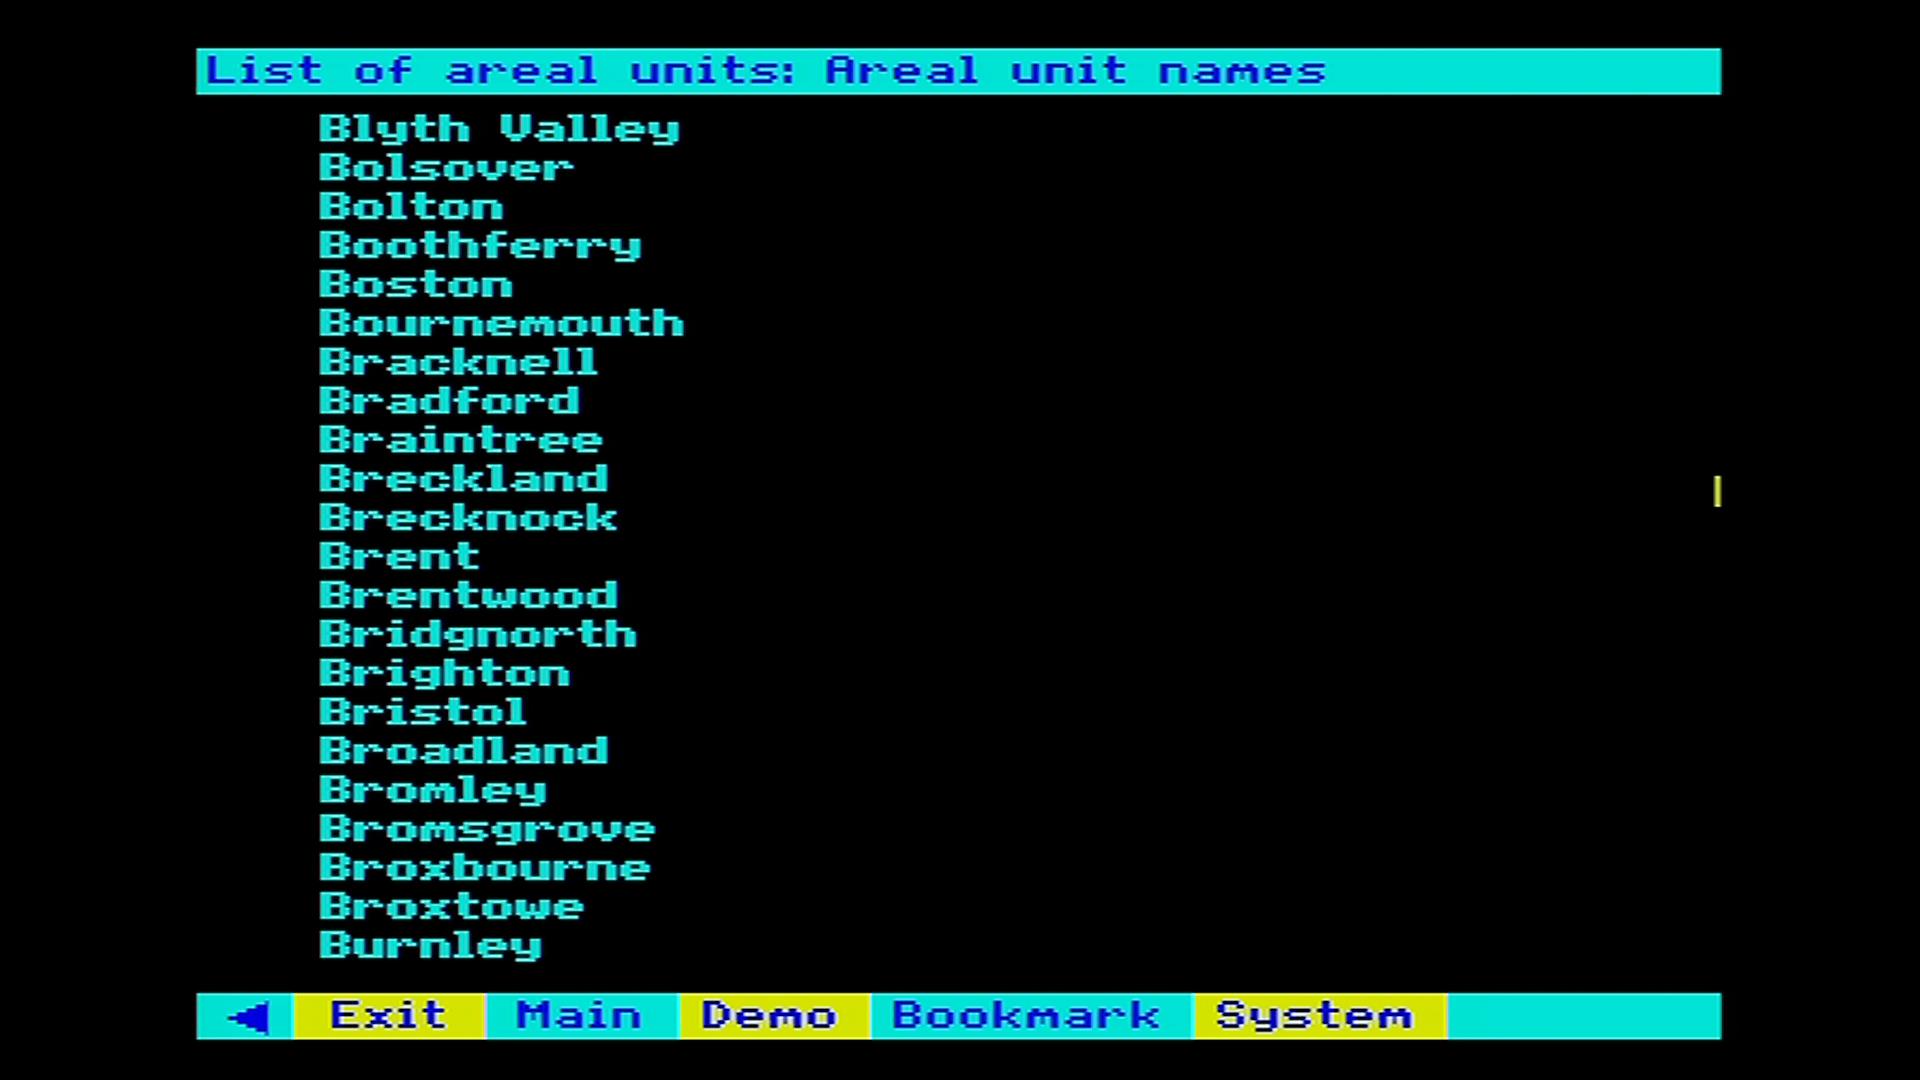 List of areal units: Areal unit names
Blyth Valley
Bolsover
Bolton
Boothferry
Boston
Bournemouth
Bracknell
Bradford
Braintree
Breckland
Brecknock
Brent
Brentwood
Bridgnorth
Brighton
Bristol
Broadland
Bromley
Bromsgrove
Broxbourne
Broxtowe
Burnley
Exit Main Demo Bookmark System